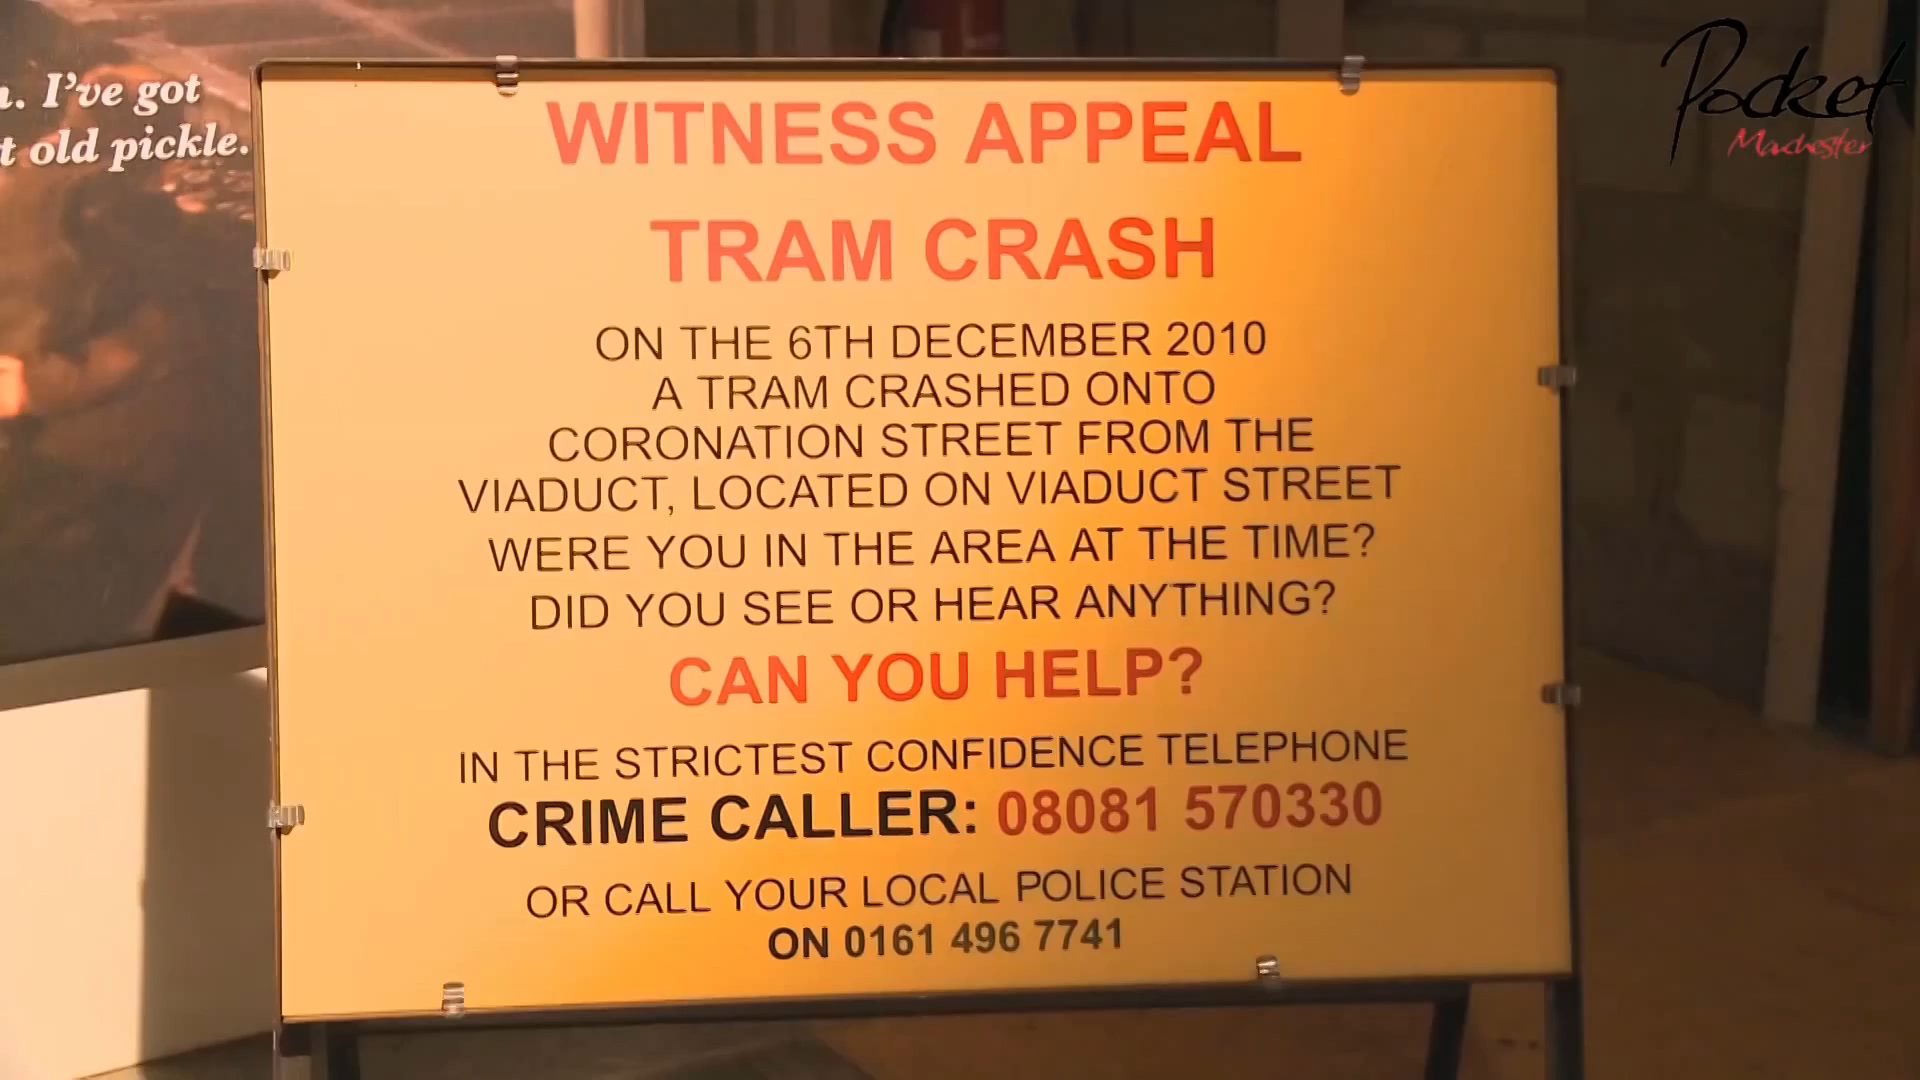 I've got
old pickle.
WITNESS APPEAL
TRAM CRASH
ON THE 6TH DECEMBER 2010
A TRAM CRASHED ONTO
CORONATION STREET FROM THE
VIADUCT, LOCATED ON VIADUCT STREET
WERE YOU IN THE AREA AT THE TIME?
DID YOU SEE OR HEAR ANYTHING?
CAN YOU HELP?
IN THE STRICTEST CONFIDENCE TELEPHONE
CRIME CALLER: 08081 570330
OR CALL YOUR LOCAL POLICE STATION
ON 0161 496 7741
Pocket
Manchester